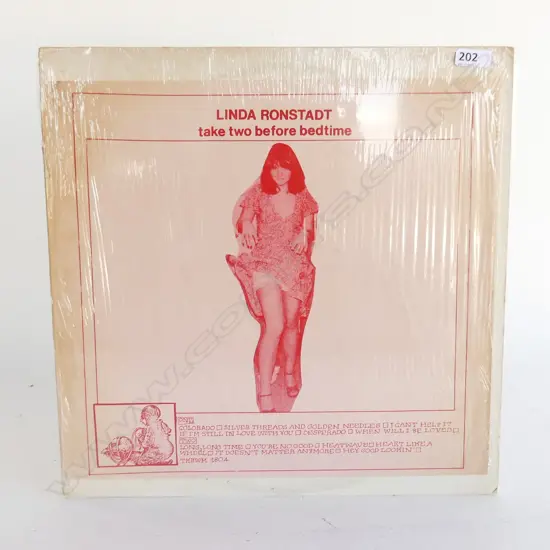 202
LINDA RONSTADT
take two before bedtime
COLORADO □ SILVER THREADS AND GOLDEN NEEDLES □ I CANT HELP IT
IF I'M STILL IN LOVE WITH YOU □ DESPERADO □ WHEN WILL I BE LOVED □
LONG LONG TIME □ YOU'RE NO GOOD □ HEATWAVE □ HEART LIKE A
WHEEL □ IT DOESN'T MATTER ANYMORE □ HEY GOOD LOOKIN' □